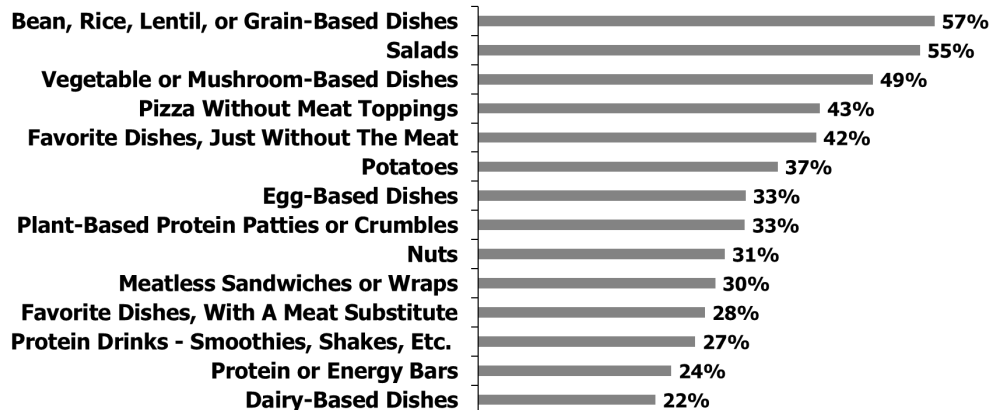 Bean, Rice, Lentil, or Grain-Based Dishes 57%
Salads 55%
Vegetable or Mushroom-Based Dishes 49%
Pizza Without Meat Toppings 43%
Favorite Dishes, Just Without The Meat 42%
Potatoes 37%
Egg-Based Dishes 33%
Plant-Based Protein Patties or Crumbles 33%
Nuts 31%
Meatless Sandwiches or Wraps 30%
Favorite Dishes, With A Meat Substitute 28%
Protein Drinks - Smoothies, Shakes, Etc. 27%
Protein or Energy Bars 24%
Dairy-Based Dishes 22%